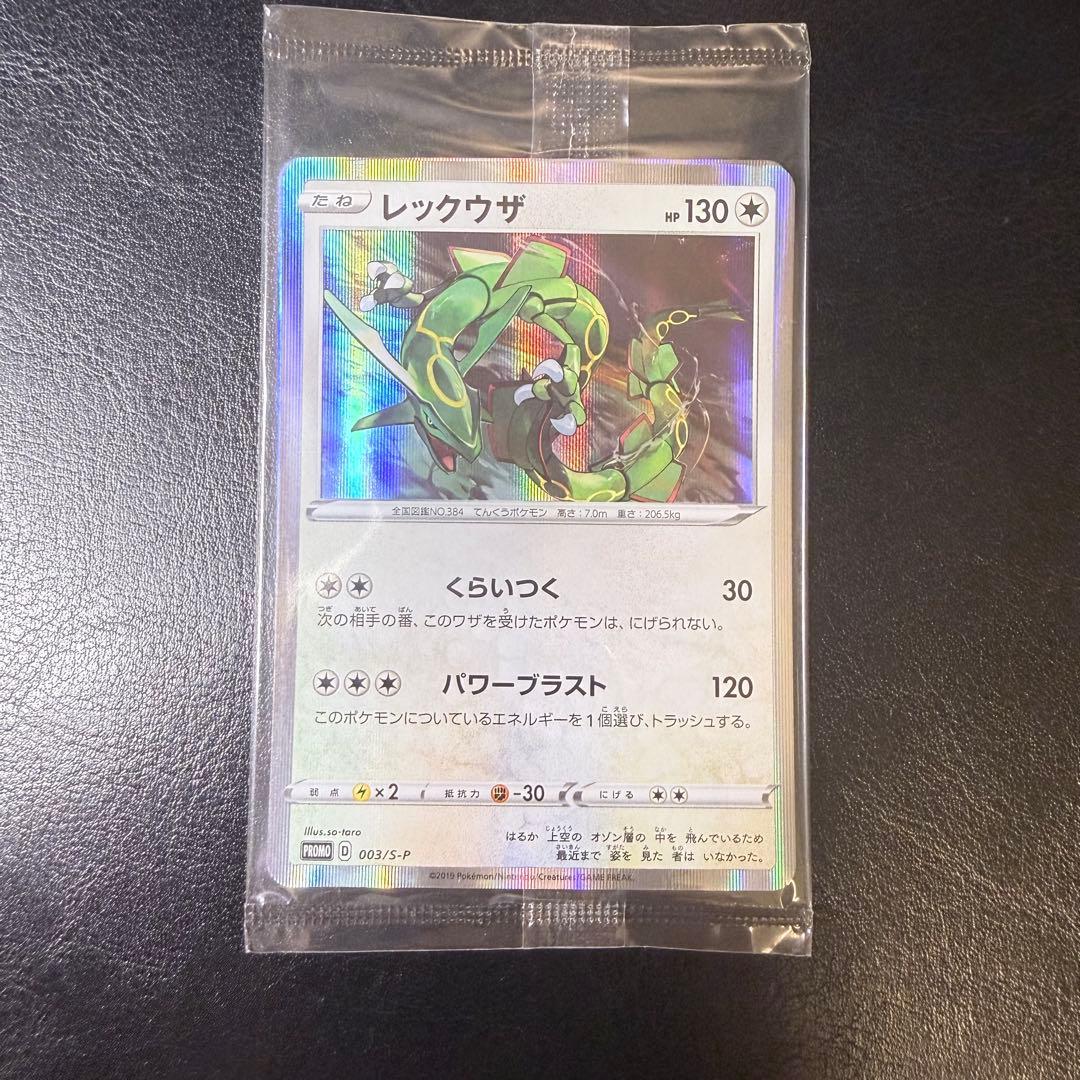 たね レックウザ HP 130
全国図鑑NO.384 てんくうポケモン 高さ:7.0m 重さ:206.5kg
くらいつく 30
次の相手の番、このワザを受けたポケモンは、にげられない。
パワーブラスト 120
このポケモンについているエネルギーを1個選び、トラッシュする。
弱点 ×2 抵抗力 -30 にげる
Illus.so-taro
はるか 上空の オゾン層の 中を 飛んでいるため
最近まで 姿を 見た 者は いなかった。
PROMO D 003/S-P
©2019 Pokémon/Nintendo/Creatures/GAME FREAK.